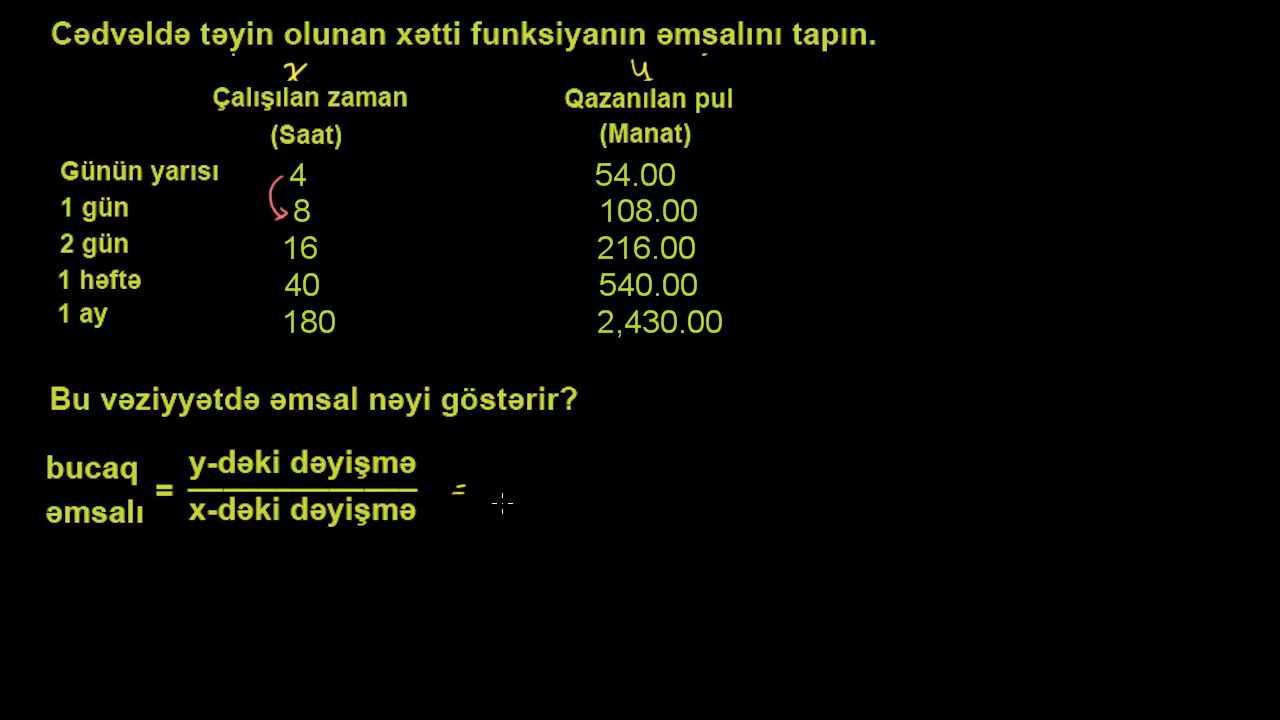 Cədvəldə təyin olunan xətti funksiyanın əmsalını tapın.
x y
Çalışılan zaman Qazanılan pul
(Saat) (Manat)
Günün yarısı 4 54.00
1 gün 8 108.00
2 gün 16 216.00
1 həftə 40 540.00
1 ay 180 2,430.00
Bu vəziyyətdə əmsal nəyi göstərir?
bucaq əmsalı = y-dəki dəyişmə / x-dəki dəyişmə =